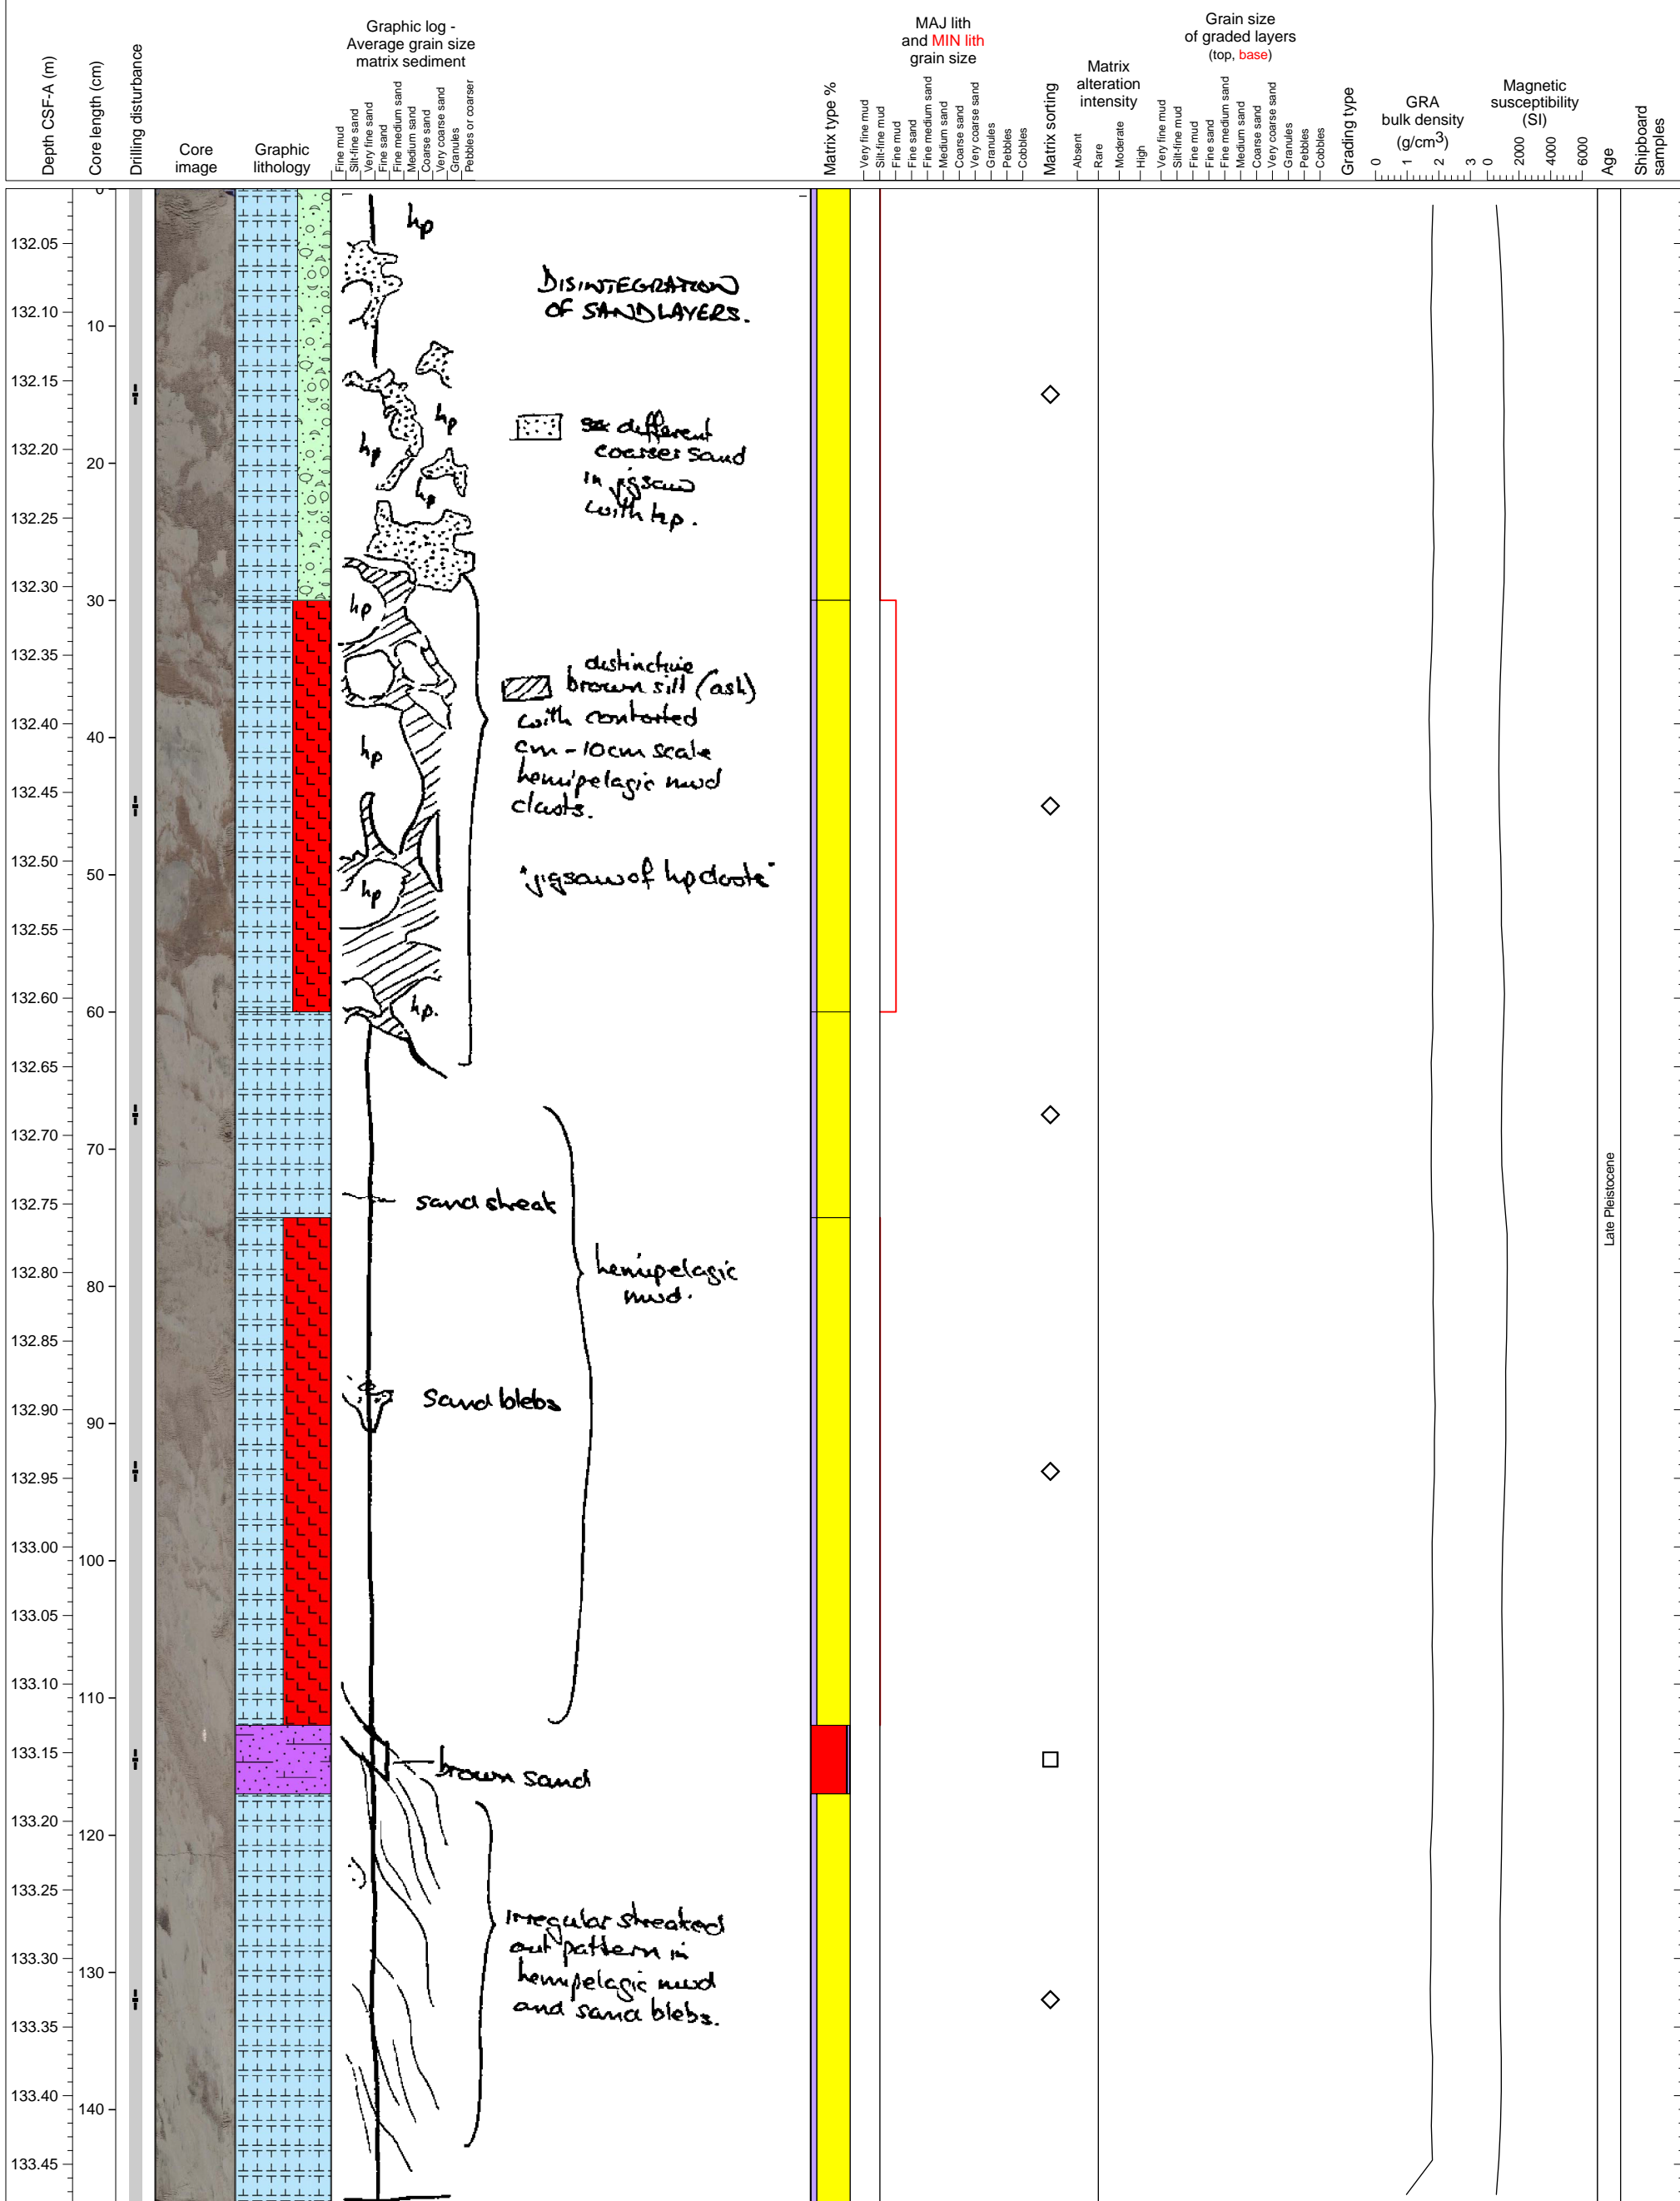 Depth CSF-A (m)
Core length (cm)
Drilling disturbance
Core
image
Graphic
lithology
Graphic log -
Average grain size
matrix sediment
Fine mud
Silt-fine sand
Very fine sand
Fine sand
Fine medium sand
Medium sand
Coarse sand
Very coarse sand
Granules
Pebbles or coarser
Matrix type %
MAJ lith
and MIN lith
grain size
Very fine mud
Silt-fine mud
Fine mud
Fine sand
Fine medium sand
Medium sand
Coarse sand
Very coarse sand
Granules
Pebbles
Cobbles
Matrix sorting
Matrix
alteration
intensity
Absent
Rare
Moderate
High
Grain size
of graded layers
(top, base)
Very fine mud
Silt-fine mud
Fine mud
Fine sand
Fine medium sand
Medium sand
Coarse sand
Very coarse sand
Granules
Pebbles
Cobbles
Grading type
GRA
bulk density
(g/cm3)
0 1 2 3
Magnetic
susceptibility
(SI)
0 2000 4000 6000
Age
Shipboard
samples
0
132.05
132.10
10
132.15
132.20
20
132.25
132.30
30
132.35
132.40
40
132.45
132.50
50
132.55
132.60
60
132.65
132.70
70
132.75
132.80
80
132.85
132.90
90
132.95
133.00
100
133.05
133.10
110
133.15
133.20
120
133.25
133.30
130
133.35
133.40
140
133.45
1
hp
DISINTEGRATION
OF SAND LAYERS.
hp
hp
hp
different
coarser sand
in jigsaw
with hp.
hp
distinctive
brown silt (ash)
with contorted
cm - 10cm scale
hemipelagic mud
clasts.
hp
"jigsaw of hp clasts"
hp
hp.
sand streak
hemipelagic
mud.
Sand blebs
brown sand
Irregular streaked
out pattern in
hemipelagic mud
and sand blebs.
Late Pleistocene